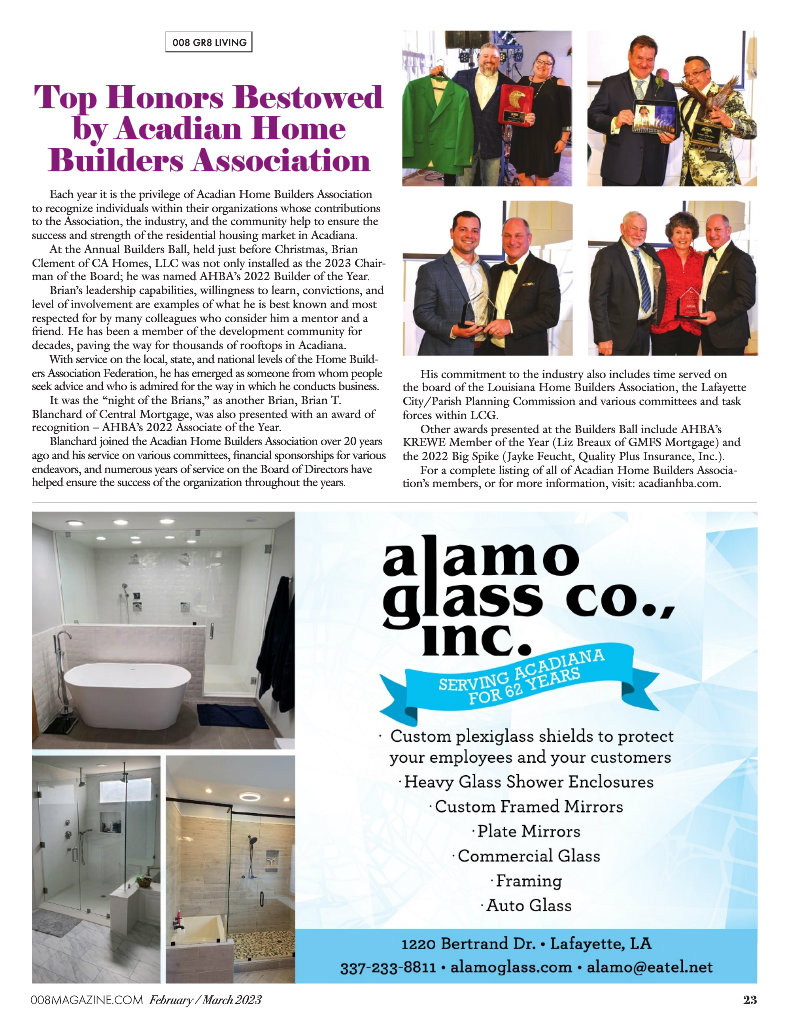 008 GR8 LIVING
Top Honors Bestowed
by Acadian Home
Builders Association
Each year it is the privilege of Acadian Home Builders Association
to recognize individuals within their organizations whose contributions
to the Association, the industry, and the community help to ensure the
success and strength of the residential housing market in Acadiana.
At the Annual Builders Ball, held just before Christmas, Brian
Clement of CA Homes, LLC was not only installed as the 2023 Chair-
man of the Board; he was named AHBA's 2022 Builder of the Year.
Brian's leadership capabilities, willingness to learn, convictions, and
level of involvement are examples of what he is best known and most
respected for by many colleagues who consider him a mentor and a
friend. He has been a member of the development community for
decades, paving the way for thousands of rooftops in Acadiana.
With service on the local, state, and national levels of the Home Build-
ers Association Federation, he has emerged as someone from whom people
seek advice and who is admired for the way in which he conducts business.
It was the “night of the Brians,” as another Brian, Brian T.
Blanchard of Central Mortgage, was also presented with an award of
recognition – AHBA's 2022 Associate of the Year.
Blanchard joined the Acadian Home Builders Association over 20 years
ago and his service on various committees, financial sponsorships for various
endeavors, and numerous years of service on the Board of Directors have
helped ensure the success of the organization throughout the years.
His commitment to the industry also includes time served on
the board of the Louisiana Home Builders Association, the Lafayette
City/Parish Planning Commission and various committees and task
forces within LCG.
Other awards presented at the Builders Ball include AHBA's
KREWE Member of the Year (Liz Breaux of GMFS Mortgage) and
the 2022 Big Spike (Jayke Feucht, Quality Plus Insurance, Inc.).
For a complete listing of all of Acadian Home Builders Associa-
tion's members, or for more information, visit: acadianhba.com.
alamo
glass co.,
inc.
SERVING ACADIANA
FOR 62 YEARS
· Custom plexiglass shields to protect
your employees and your customers
· Heavy Glass Shower Enclosures
· Custom Framed Mirrors
· Plate Mirrors
· Commercial Glass
· Framing
· Auto Glass
1220 Bertrand Dr. • Lafayette, LA
337-233-8811 • alamoglass.com • alamo@eatel.net
008MAGAZINE.COM February / March 2023
23